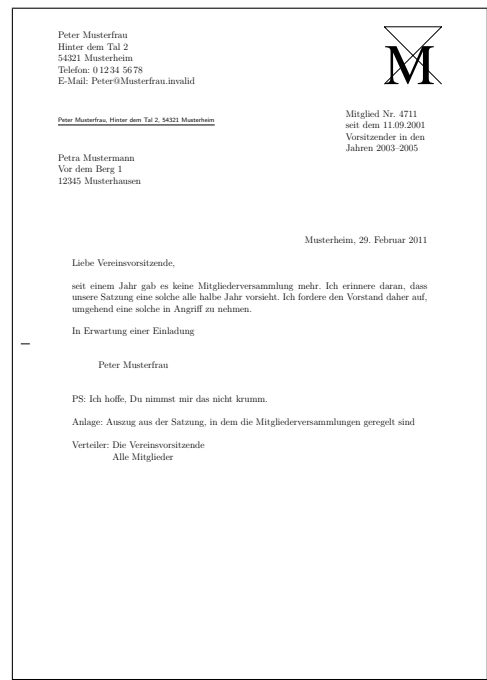 Peter Musterfrau
Hinter dem Tal 2
54321 Musterheim
Telefon: 0 12 34 56 78
E-Mail: Peter@Musterfrau.invalid
M
Peter Musterfrau, Hinter dem Tal 2, 54321 Musterheim
Mitglied Nr. 4711
seit dem 11.09.2001
Vorsitzender in den
Jahren 2003–2005
Petra Mustermann
Vor dem Berg 1
12345 Musterhausen
Musterheim, 29. Februar 2011
Liebe Vereinsvorsitzende,
seit einem Jahr gab es keine Mitgliederversammlung mehr. Ich erinnere daran, dass
unsere Satzung eine solche alle halbe Jahr vorsieht. Ich fordere den Vorstand daher auf,
umgehend eine solche in Angriff zu nehmen.
In Erwartung einer Einladung
Peter Musterfrau
PS: Ich hoffe, Du nimmst mir das nicht krumm.
Anlage: Auszug aus der Satzung, in dem die Mitgliederversammlungen geregelt sind
Verteiler: Die Vereinsvorsitzende
Alle Mitglieder